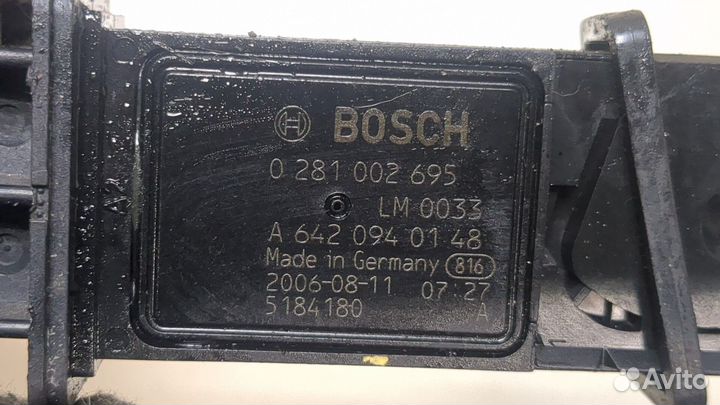 BOSCH
0 281 002 695
LM 0033
A 642 094 01 48
Made in Germany 816
2006-08-11 07:27
5184180 A
Avito